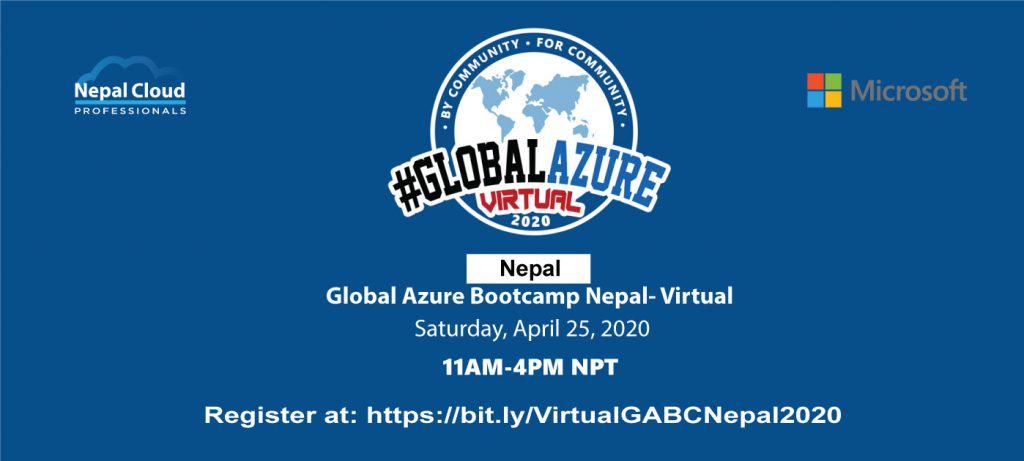 Nepal Cloud
PROFESSIONALS
BY COMMUNITY • FOR COMMUNITY •
#GLOBALAZURE
VIRTUAL
2020
Microsoft
Nepal
Global Azure Bootcamp Nepal- Virtual
Saturday, April 25, 2020
11AM-4PM NPT
Register at: https://bit.ly/VirtualGABCNepal2020